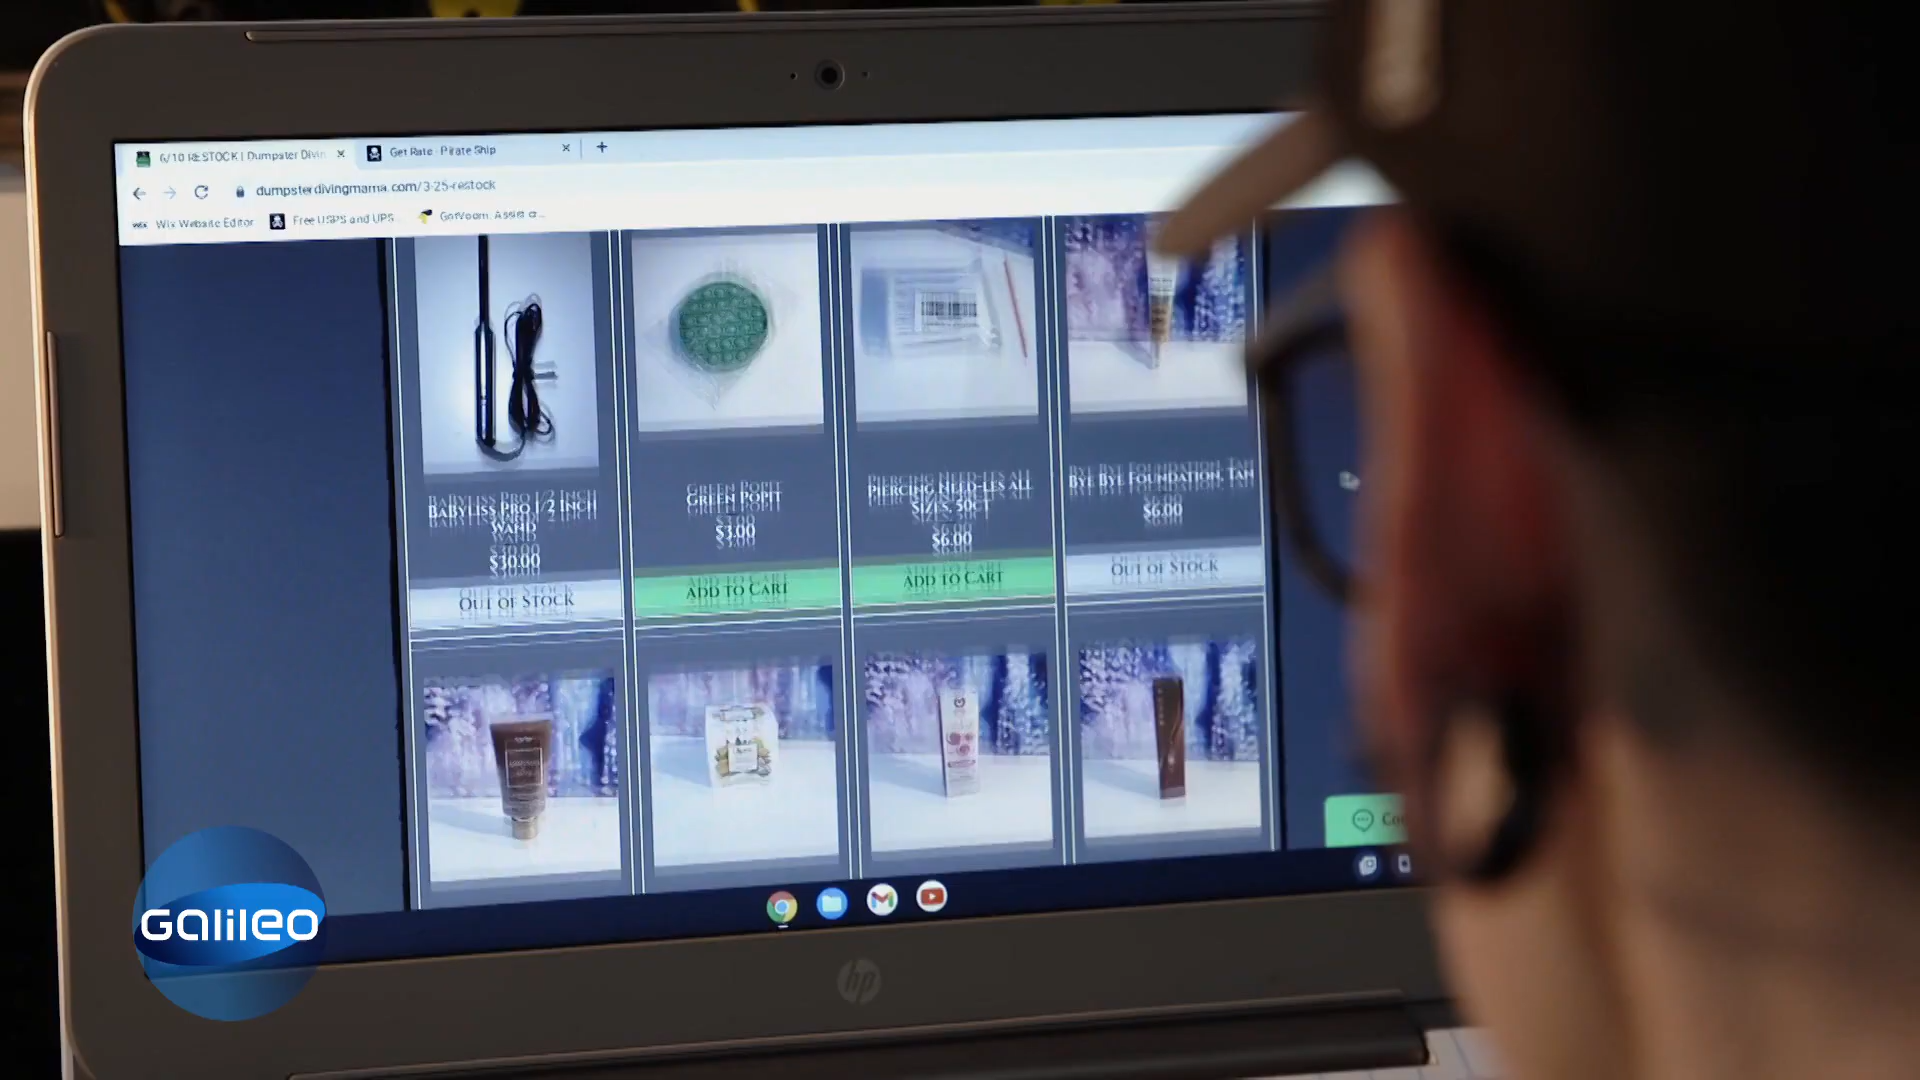 6/10 RESTOCK | Dumpster Divin
Get Rate · Pirate Ship
dumpsterdivingmama.com/3-25-restock
WIX Wix Website Editor
Free USPS and UPS
BaByliss Pro 1/2 Inch
Wand
$30.00
Out of Stock
Green Popit
$3.00
Add to Cart
Piercing Need-les all
sizes, 50ct
$6.00
Add to Cart
Bye Bye Foundation, Tan
$6.00
Out of Stock
hp
Galileo